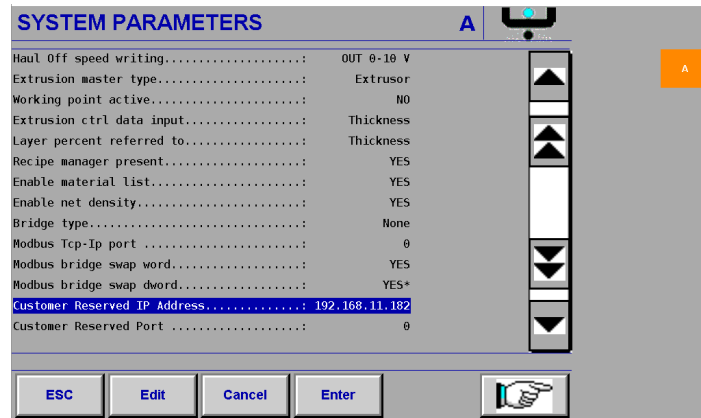 SYSTEM PARAMETERS A
A
Haul Off speed writing....................: OUT 0-10 V
Extrusion master type.....................: Extrusor
Working point active......................: NO
Extrusion ctrl data input.................: Thickness
Layer percent referred to.................: Thickness
Recipe manager present....................: YES
Enable material list......................: YES
Enable net density........................: YES
Bridge type...............................: None
Modbus Tcp-Ip port .......................: 0
Modbus bridge swap word...................: YES
Modbus bridge swap dword..................: YES*
Customer Reserved IP Address..............: 192.168.11.182
Customer Reserved Port ...................: 0
ESC Edit Cancel Enter